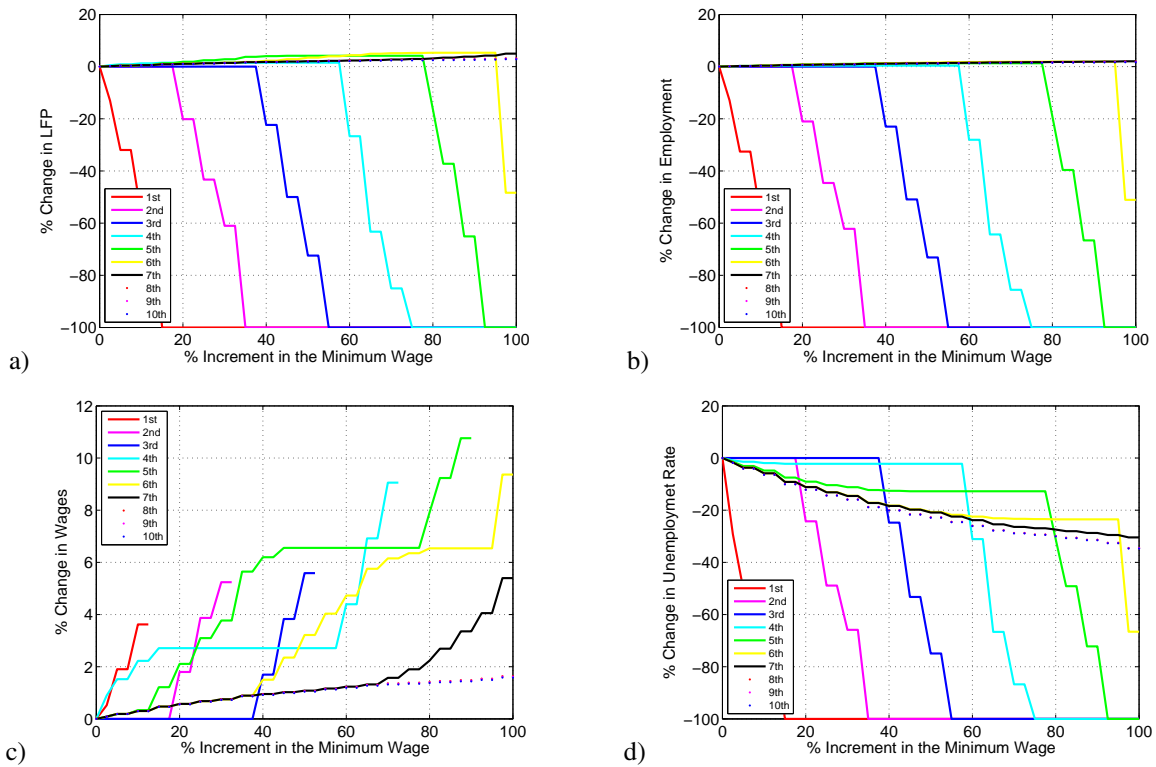 20
0
−20
−40
−60
−80
−100
% Change in LFP
1st
2nd
3rd
4th
5th
6th
7th
8th
9th
10th
0 20 40 60 80 100
% Increment in the Minimum Wage
a)
20
0
−20
−40
−60
−80
−100
% Change in Employment
1st
2nd
3rd
4th
5th
6th
7th
8th
9th
10th
0 20 40 60 80 100
% Increment in the Minimum Wage
b)
12
10
8
6
4
2
0
% Change in Wages
1st
2nd
3rd
4th
5th
6th
7th
8th
9th
10th
0 20 40 60 80 100
% Increment in the Minimum Wage
c)
20
0
−20
−40
−60
−80
−100
% Change in Unemploymet Rate
1st
2nd
3rd
4th
5th
6th
7th
8th
9th
10th
0 20 40 60 80 100
% Increment in the Minimum Wage
d)